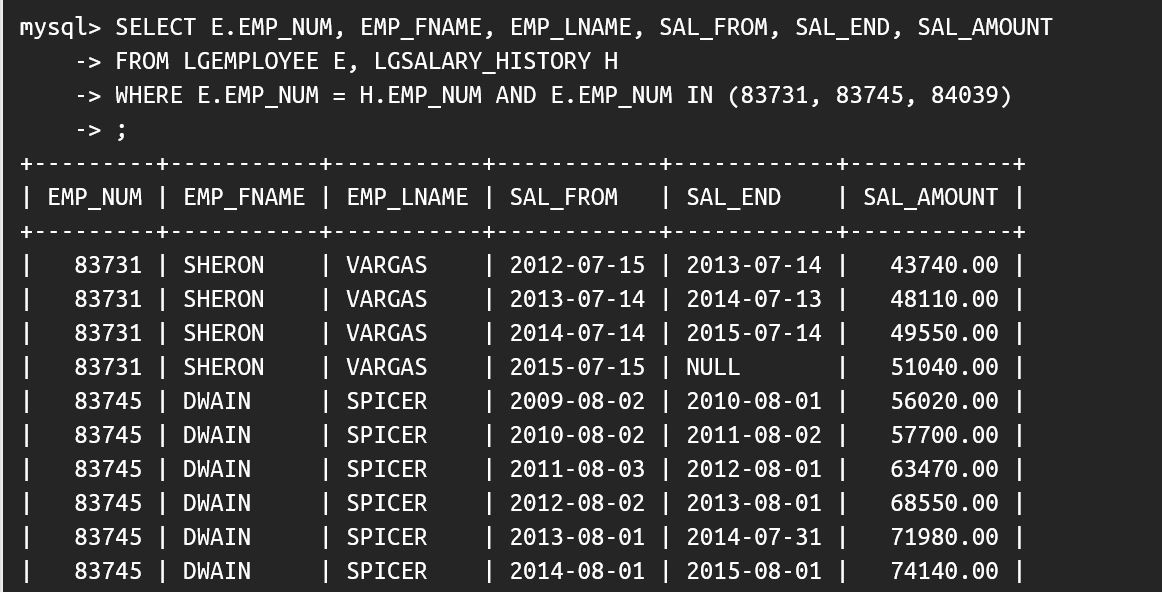 mysql> SELECT E.EMP_NUM, EMP_FNAME, EMP_LNAME, SAL_FROM, SAL_END, SAL_AMOUNT
    -> FROM LGEMPLOYEE E, LGSALARY_HISTORY H
    -> WHERE E.EMP_NUM = H.EMP_NUM AND E.EMP_NUM IN (83731, 83745, 84039)
    -> ;
+---------+-----------+-----------+------------+------------+------------+
| EMP_NUM | EMP_FNAME | EMP_LNAME | SAL_FROM   | SAL_END    | SAL_AMOUNT |
+---------+-----------+-----------+------------+------------+------------+
|   83731 | SHERON    | VARGAS    | 2012-07-15 | 2013-07-14 |   43740.00 |
|   83731 | SHERON    | VARGAS    | 2013-07-14 | 2014-07-13 |   48110.00 |
|   83731 | SHERON    | VARGAS    | 2014-07-14 | 2015-07-14 |   49550.00 |
|   83731 | SHERON    | VARGAS    | 2015-07-15 | NULL       |   51040.00 |
|   83745 | DWAIN     | SPICER    | 2009-08-02 | 2010-08-01 |   56020.00 |
|   83745 | DWAIN     | SPICER    | 2010-08-02 | 2011-08-02 |   57700.00 |
|   83745 | DWAIN     | SPICER    | 2011-08-03 | 2012-08-01 |   63470.00 |
|   83745 | DWAIN     | SPICER    | 2012-08-02 | 2013-08-01 |   68550.00 |
|   83745 | DWAIN     | SPICER    | 2013-08-01 | 2014-07-31 |   71980.00 |
|   83745 | DWAIN     | SPICER    | 2014-08-01 | 2015-08-01 |   74140.00 |